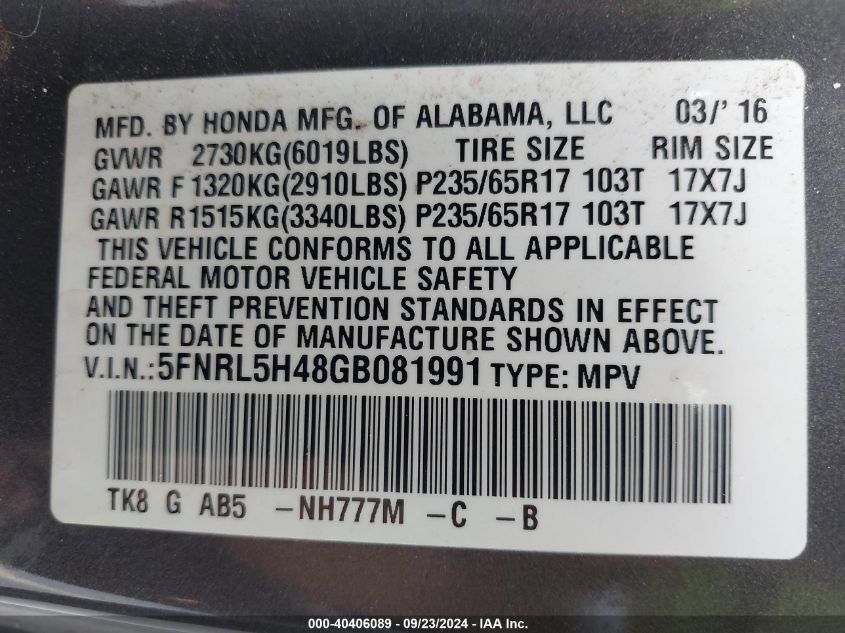 MFD. BY HONDA MFG. OF ALABAMA, LLC 03/' 16
GVWR 2730KG(6019LBS) TIRE SIZE RIM SIZE
GAWR F1320KG(2910LBS) P235/65R17 103T 17X7J
GAWR R1515KG(3340LBS) P235/65R17 103T 17X7J
THIS VEHICLE CONFORMS TO ALL APPLICABLE
FEDERAL MOTOR VEHICLE SAFETY
AND THEFT PREVENTION STANDARDS IN EFFECT
ON THE DATE OF MANUFACTURE SHOWN ABOVE.
V.I.N.:5FNRL5H48GB081991 TYPE: MPV
TK8 G AB5 -NH777M -C -B
000-40406089 - 09/23/2024 - IAA Inc.